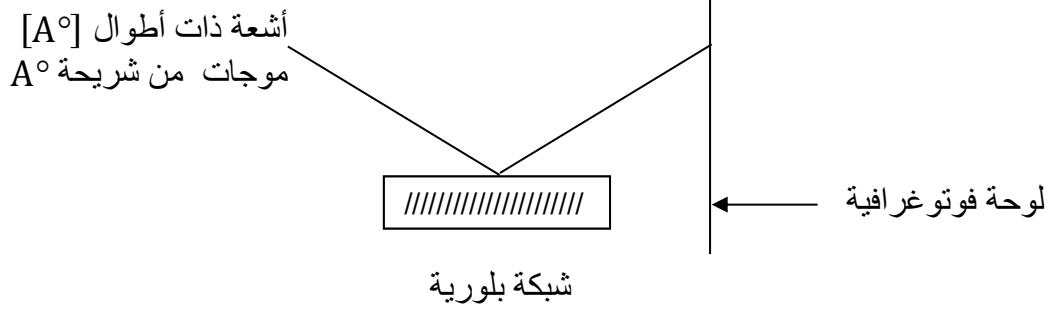 أشعة ذات أطوال [A°]
موجات من شريحة A°
لوحة فوتوغرافية
شبكة بلورية